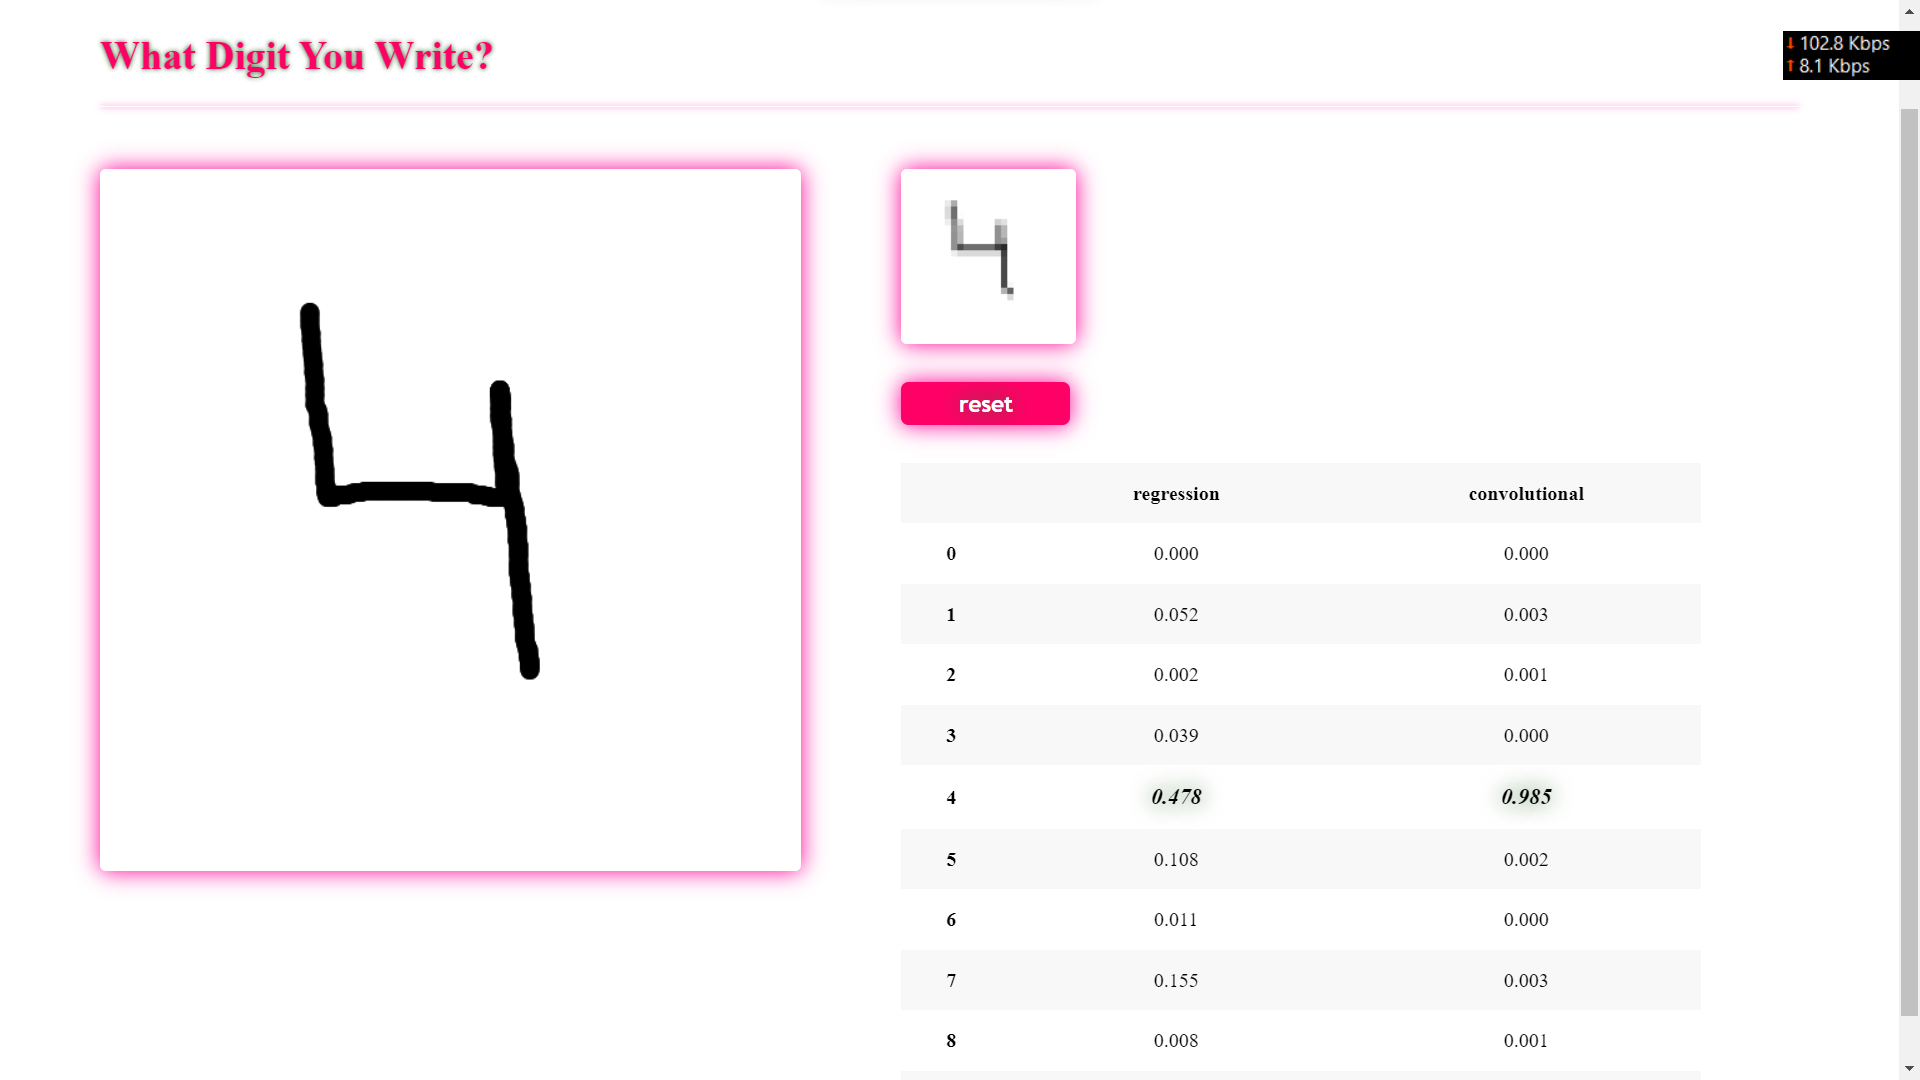 What Digit You Write?
↓ 102.8 Kbps
↑ 8.1 Kbps
4
4
reset
regression convolutional
0 0.000 0.000
1 0.052 0.003
2 0.002 0.001
3 0.039 0.000
4 0.478 0.985
5 0.108 0.002
6 0.011 0.000
7 0.155 0.003
8 0.008 0.001